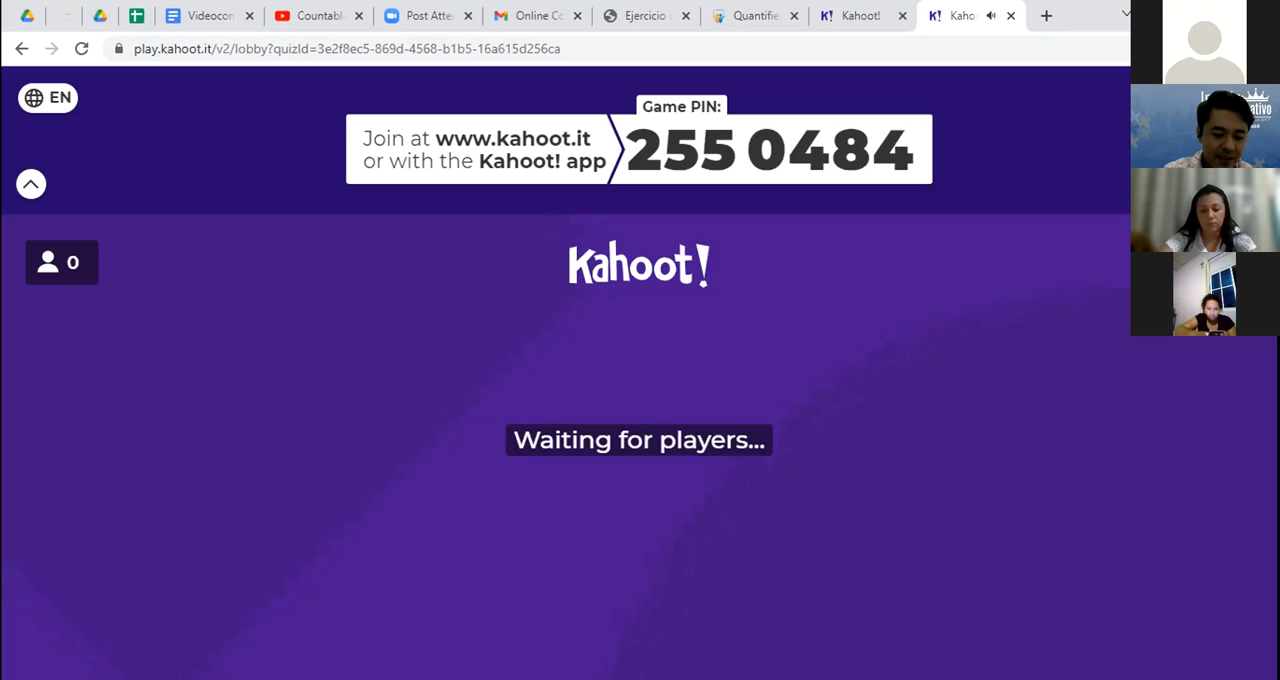 Videocon
Countabl
Post Atte
Online Co
Ejercicio c
Quantifie
Kahoot!
Kaho
play.kahoot.it/v2/lobby?quizId=3e2f8ec5-869d-4568-b1b5-16a615d256ca
EN
Game PIN:
Join at www.kahoot.it
or with the Kahoot! app
255 0484
0
Kahoot!
Waiting for players...